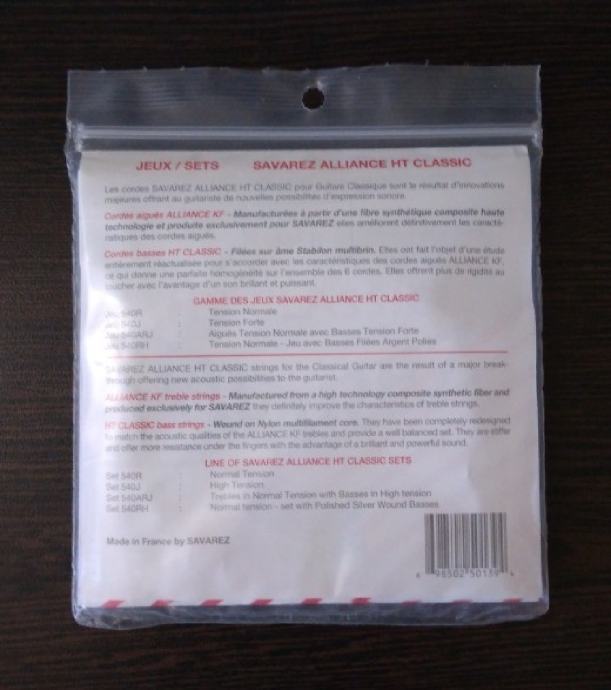 JEUX / SETS SAVAREZ ALLIANCE HT CLASSIC
Les cordes SAVAREZ ALLIANCE HT CLASSIC pour Guitare Classique sont le résultat d'innovations
majeures offrant au guitariste de nouvelles possibilités d'expression sonore.
Cordes aiguës ALLIANCE KF - Manufacturées à partir d'une fibre synthétique composite haute
technologie et produite exclusivement pour SAVAREZ elles améliorent définitivement les caracté-
ristiques des cordes aiguës.
Cordes basses HT CLASSIC - Filées sur âme Stabilon multibrin. Elles ont fait l'objet d'une étude
entièrement réactualisée pour s'accorder avec les caractéristiques des cordes aiguës ALLIANCE KF,
ce qui donne une parfaite homogénéité sur l'ensemble des 6 cordes. Elles offrent plus de rigidité au
toucher avec l'avantage d'un son brillant et puissant.
GAMME DES JEUX SAVAREZ ALLIANCE HT CLASSIC
Jeu 540R : Tension Normale
Jeu 540J : Tension Forte
Jeu 540ARJ : Aiguës Tension Normale avec Basses Tension Forte
Jeu 540RH : Tension Normale - Jeu avec Basses Filées Argent Polies
SAVAREZ ALLIANCE HT CLASSIC strings for the Classical Guitar are the result of a major break-
through offering new acoustic possibilities to the guitarist.
ALLIANCE KF treble strings - Manufactured from a high technology composite synthetic fiber and
produced exclusively for SAVAREZ they definitely improve the characteristics of treble strings.
HT CLASSIC bass strings - Wound on Nylon multifilament core. They have been completely redesigned
to match the acoustic qualities of the ALLIANCE KF trebles and provide a well balanced set. They are stiffer
and offer more resistance under the fingers with the advantage of a brilliant and powerful sound.
LINE OF SAVAREZ ALLIANCE HT CLASSIC SETS
Set 540R : Normal Tension
Set 540J : High Tension
Set 540ARJ : Trebles in Normal Tension with Basses in High tension
Set 540RH : Normal tension - set with Polished Silver Wound Basses
Made in France by SAVAREZ
98502 50139